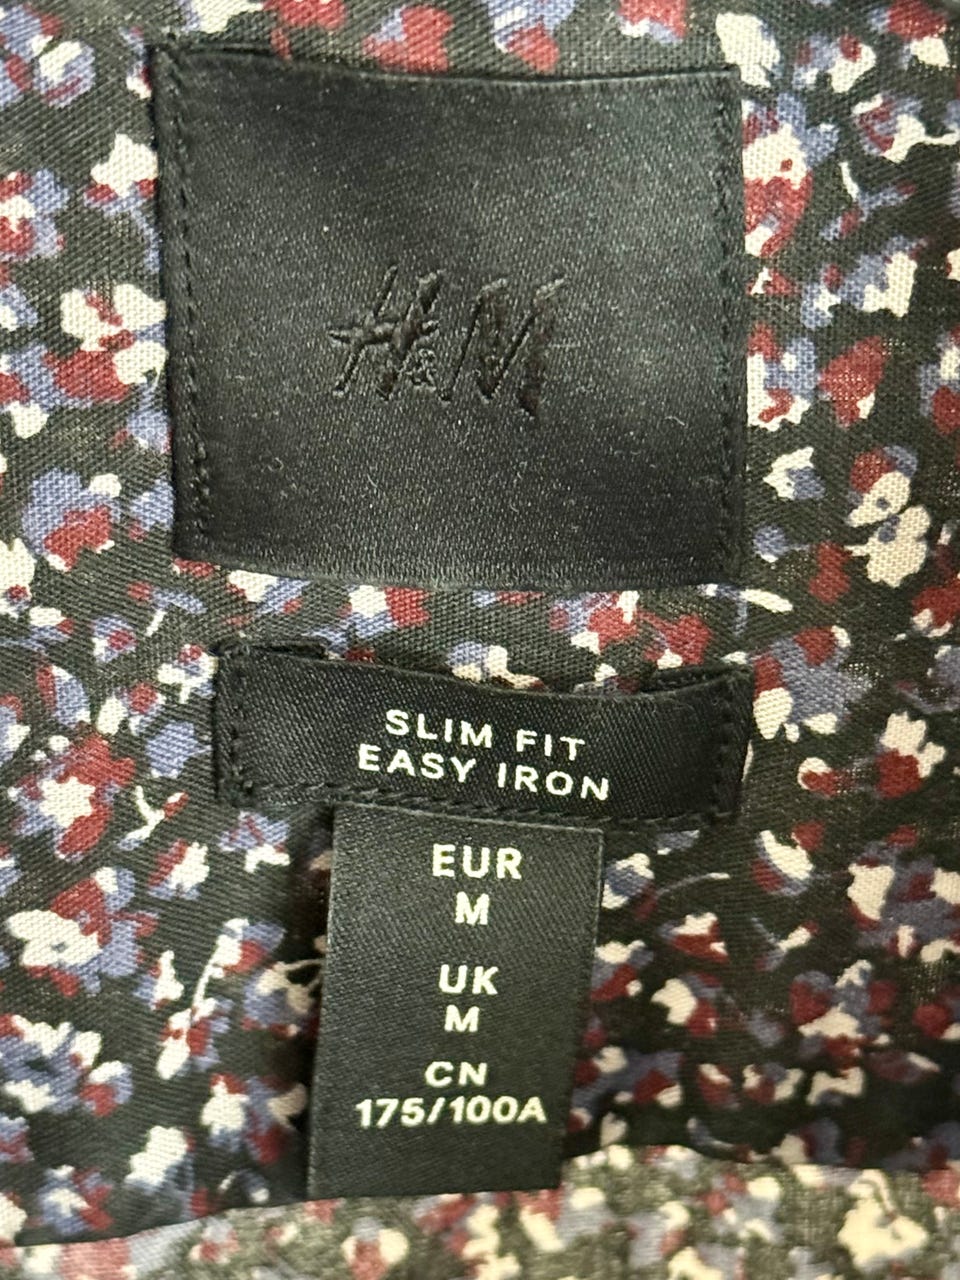 H&M
SLIM FIT
EASY IRON
EUR
M
UK
M
CN
175/100A